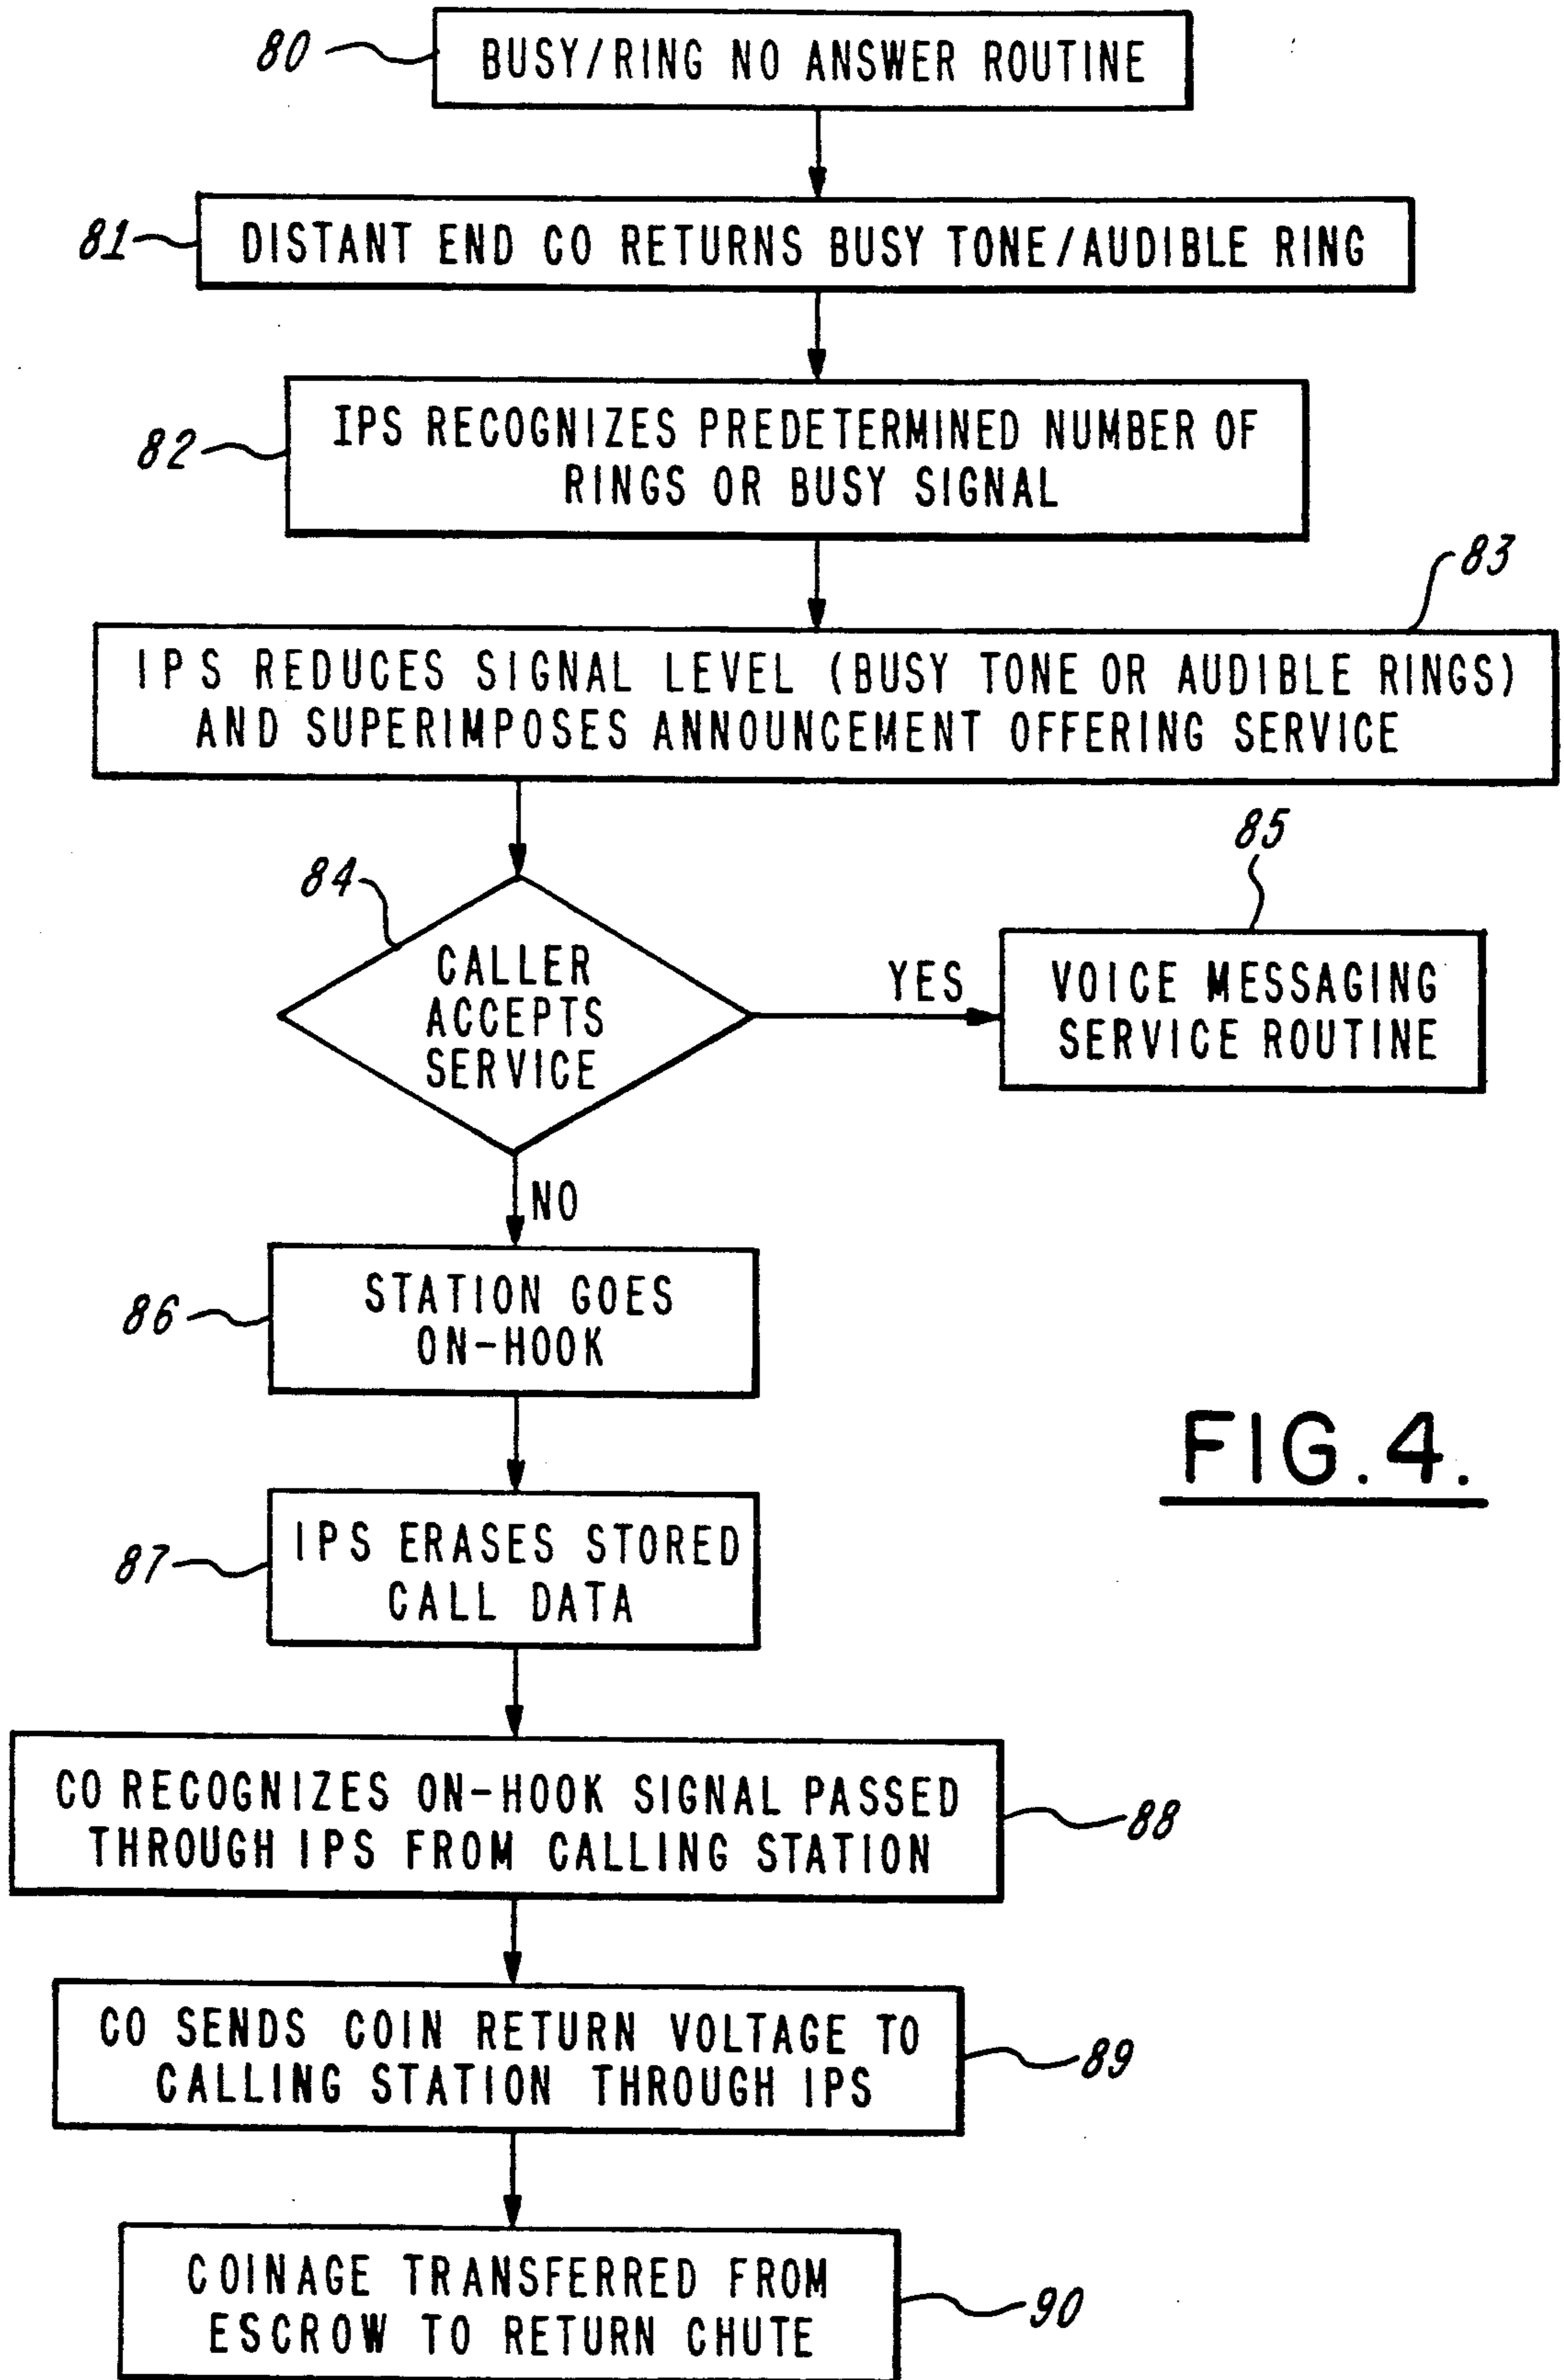 80
BUSY/RING NO ANSWER ROUTINE
81
DISTANT END CO RETURNS BUSY TONE/AUDIBLE RING
82
IPS RECOGNIZES PREDETERMINED NUMBER OF
RINGS OR BUSY SIGNAL
83
IPS REDUCES SIGNAL LEVEL (BUSY TONE OR AUDIBLE RINGS)
AND SUPERIMPOSES ANNOUNCEMENT OFFERING SERVICE
84
CALLER
ACCEPTS
SERVICE
YES
85
VOICE MESSAGING
SERVICE ROUTINE
NO
86
STATION GOES
ON-HOOK
87
IPS ERASES STORED
CALL DATA
FIG.4.
CO RECOGNIZES ON-HOOK SIGNAL PASSED
THROUGH IPS FROM CALLING STATION
88
CO SENDS COIN RETURN VOLTAGE TO
CALLING STATION THROUGH IPS
89
COINAGE TRANSFERRED FROM
ESCROW TO RETURN CHUTE
90